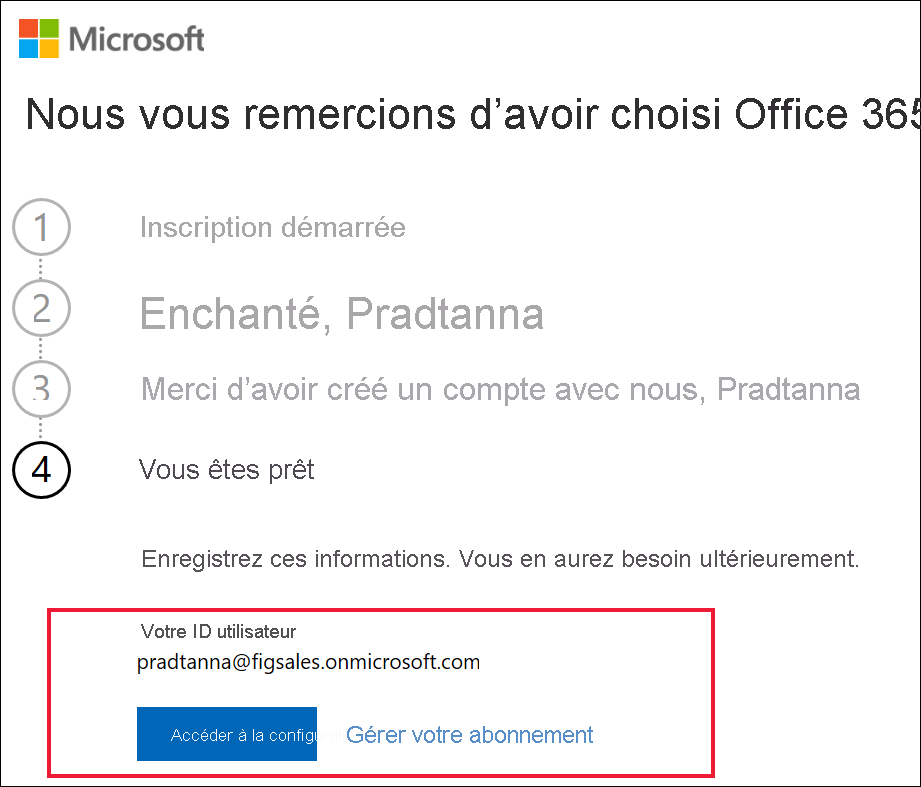 Microsoft
Nous vous remercions d’avoir choisi Office 365
1
Inscription démarrée
2
Enchanté, Pradtanna
3
Merci d’avoir créé un compte avec nous, Pradtanna
4
Vous êtes prêt
Enregistrez ces informations. Vous en aurez besoin ultérieurement.
Votre ID utilisateur
pradtanna@figsales.onmicrosoft.com
Accéder à la configu Gérer votre abonnement